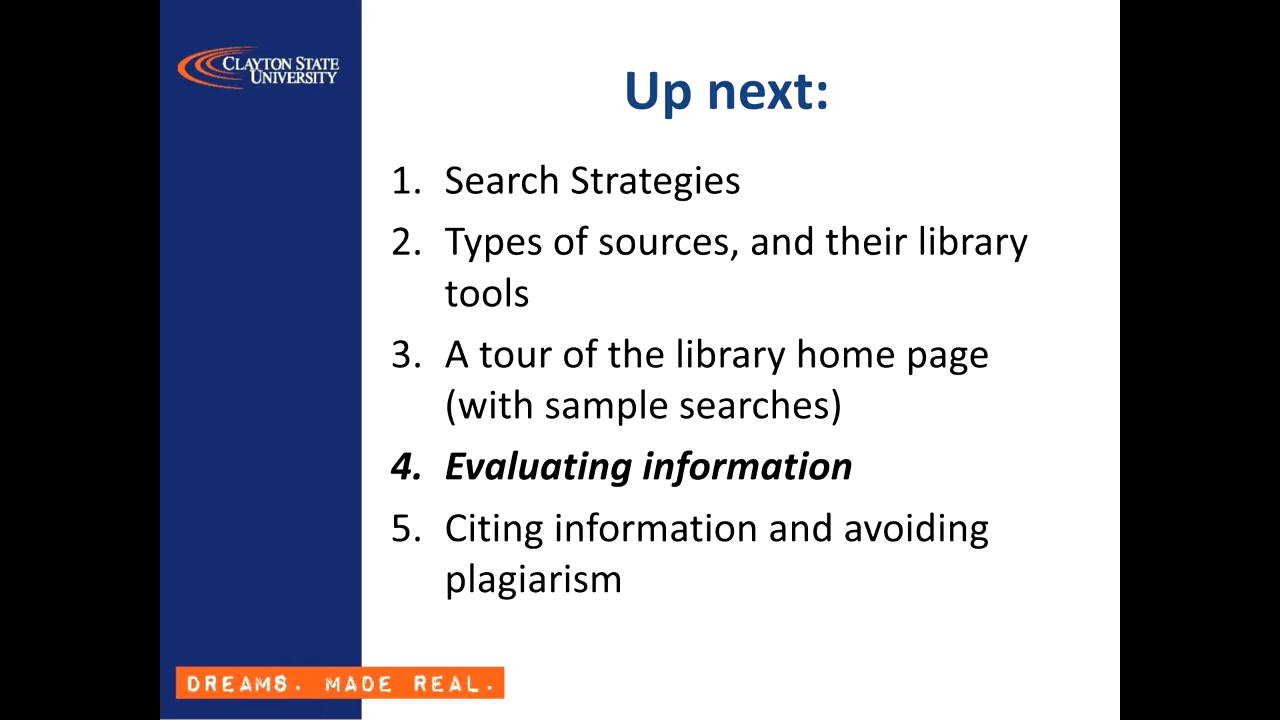 CLAYTON STATE
UNIVERSITY
Up next:
1. Search Strategies
2. Types of sources, and their library
tools
3. A tour of the library home page
(with sample searches)
4. Evaluating information
5. Citing information and avoiding
plagiarism
DREAMS. MADE REAL.